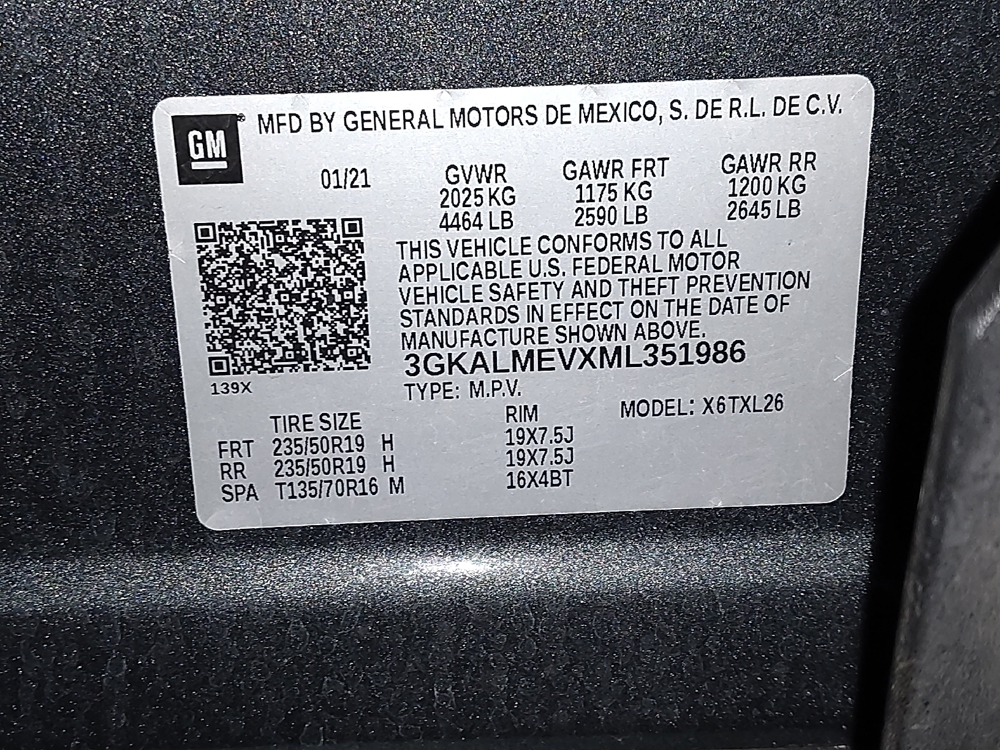 GM ® MFD BY GENERAL MOTORS DE MEXICO, S. DE R.L. DE C.V.
01/21 GVWR GAWR FRT GAWR RR
2025 KG 1175 KG 1200 KG
4464 LB 2590 LB 2645 LB
THIS VEHICLE CONFORMS TO ALL
APPLICABLE U.S. FEDERAL MOTOR
VEHICLE SAFETY AND THEFT PREVENTION
STANDARDS IN EFFECT ON THE DATE OF
MANUFACTURE SHOWN ABOVE.
3GKALMEVXML351986
139X
TYPE: M.P.V.
TIRE SIZE RIM MODEL: X6TXL26
FRT 235/50R19 H 19X7.5J
RR 235/50R19 H 19X7.5J
SPA T135/70R16 M 16X4BT